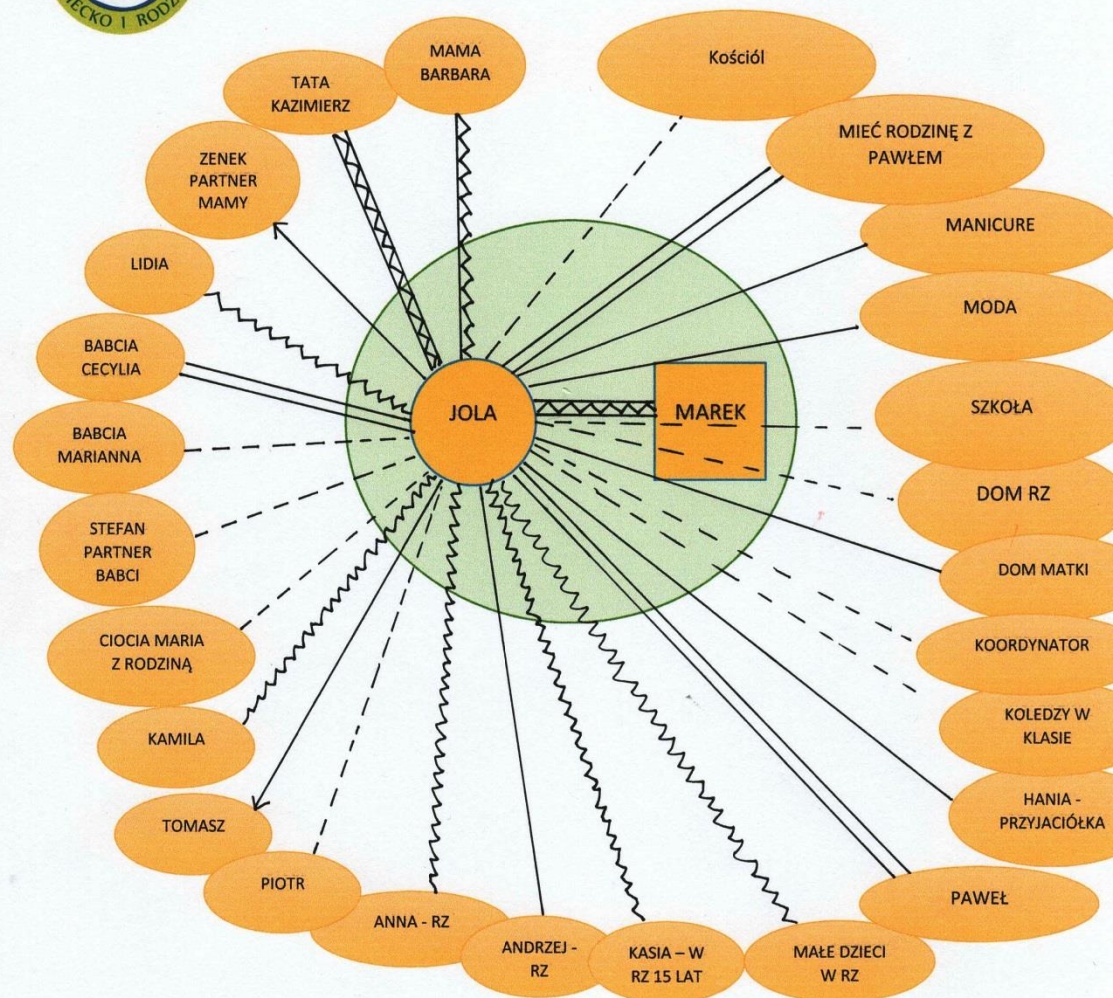 I RODZ
MAMA
BARBARA
TATA
KAZIMIERZ
ZENEK
PARTNER
MAMY
LIDIA
BABCIA
CECYLIA
BABCIA
MARIANNA
STEFAN
PARTNER
BABCI
CIOCIA MARIA
Z RODZINĄ
KAMILA
TOMASZ
PIOTR
ANNA - RZ
ANDRZEJ -
RZ
KASIA – W
RZ 15 LAT
MAŁE DZIECI
W RZ
PAWEŁ
HANIA -
PRZYJACIÓŁKA
KOLEDZY W
KLASIE
KOORDYNATOR
DOM MATKI
DOM RZ
SZKOŁA
MODA
MANICURE
MIEĆ RODZINĘ Z
PAWŁEM
Kościól
JOLA
MAREK